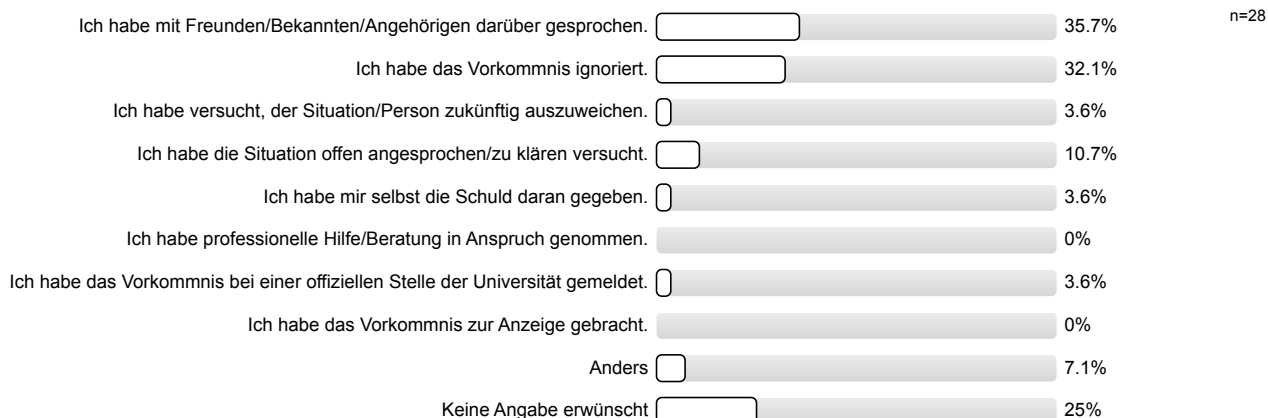 Ich habe mit Freunden/Bekannten/Angehörigen darüber gesprochen. 35.7% n=28
Ich habe das Vorkommnis ignoriert. 32.1%
Ich habe versucht, der Situation/Person zukünftig auszuweichen. 3.6%
Ich habe die Situation offen angesprochen/zu klären versucht. 10.7%
Ich habe mir selbst die Schuld daran gegeben. 3.6%
Ich habe professionelle Hilfe/Beratung in Anspruch genommen. 0%
Ich habe das Vorkommnis bei einer offiziellen Stelle der Universität gemeldet. 3.6%
Ich habe das Vorkommnis zur Anzeige gebracht. 0%
Anders 7.1%
Keine Angabe erwünscht 25%